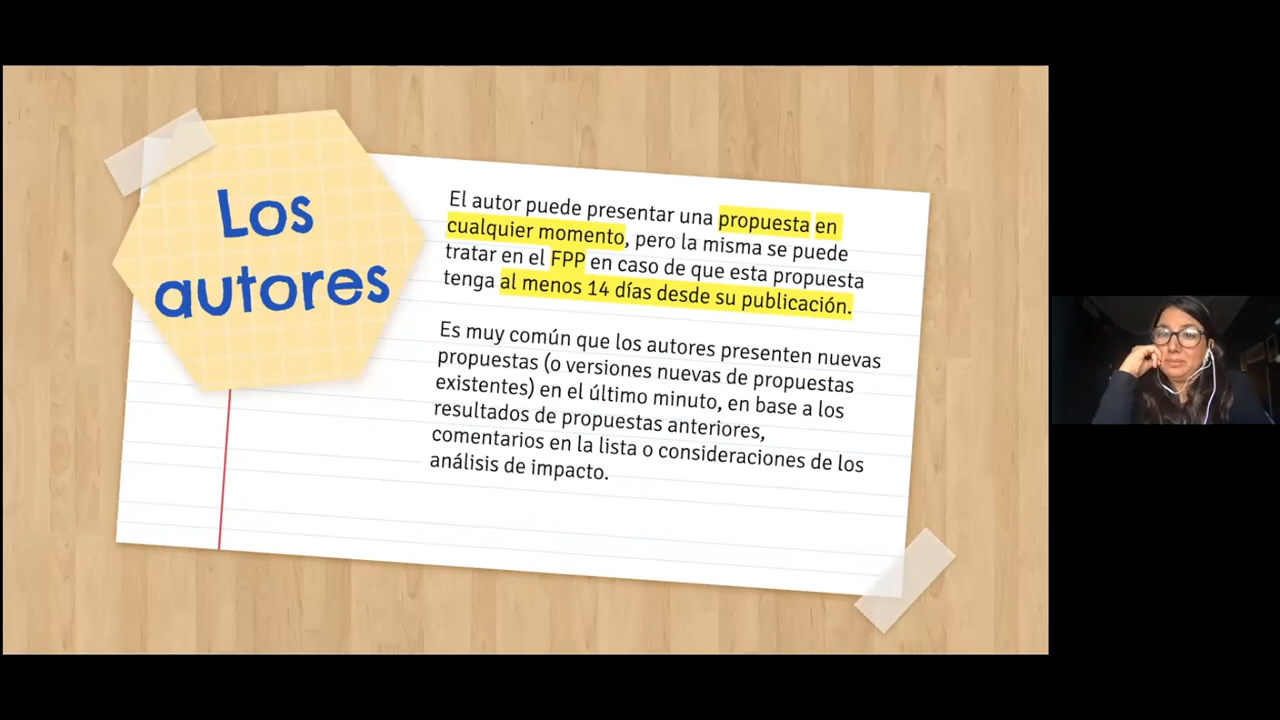 Los
autores
El autor puede presentar una propuesta en
cualquier momento, pero la misma se puede
tratar en el FPP en caso de que esta propuesta
tenga al menos 14 días desde su publicación.
Es muy común que los autores presenten nuevas
propuestas (o versiones nuevas de propuestas
existentes) en el último minuto, en base a los
resultados de propuestas anteriores,
comentarios en la lista o consideraciones de los
análisis de impacto.